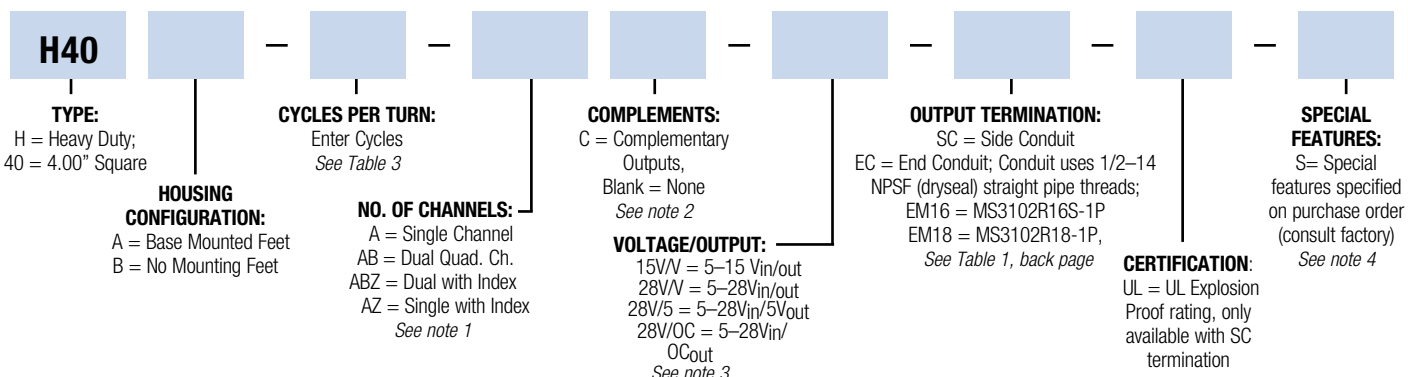 H40
TYPE:
H = Heavy Duty;
40 = 4.00” Square
HOUSING
CONFIGURATION:
A = Base Mounted Feet
B = No Mounting Feet
CYCLES PER TURN:
Enter Cycles
See Table 3
NO. OF CHANNELS:
A = Single Channel
AB = Dual Quad. Ch.
ABZ = Dual with Index
AZ = Single with Index
See note 1
COMPLEMENTS:
C = Complementary
Outputs,
Blank = None
See note 2
VOLTAGE/OUTPUT:
15V/V = 5–15 Vin/out
28V/V = 5–28Vin/out
28V/5 = 5–28Vin/5Vout
28V/OC = 5–28Vin/
OCout
See note 3
OUTPUT TERMINATION:
SC = Side Conduit
EC = End Conduit; Conduit uses 1/2–14
NPSF (dryseal) straight pipe threads;
EM16 = MS3102R16S-1P
EM18 = MS3102R18-1P,
See Table 1, back page
CERTIFICATION:
UL = UL Explosion
Proof rating, only
available with SC
termination
SPECIAL
FEATURES:
S= Special
features specified
on purchase order
(consult factory)
See note 4